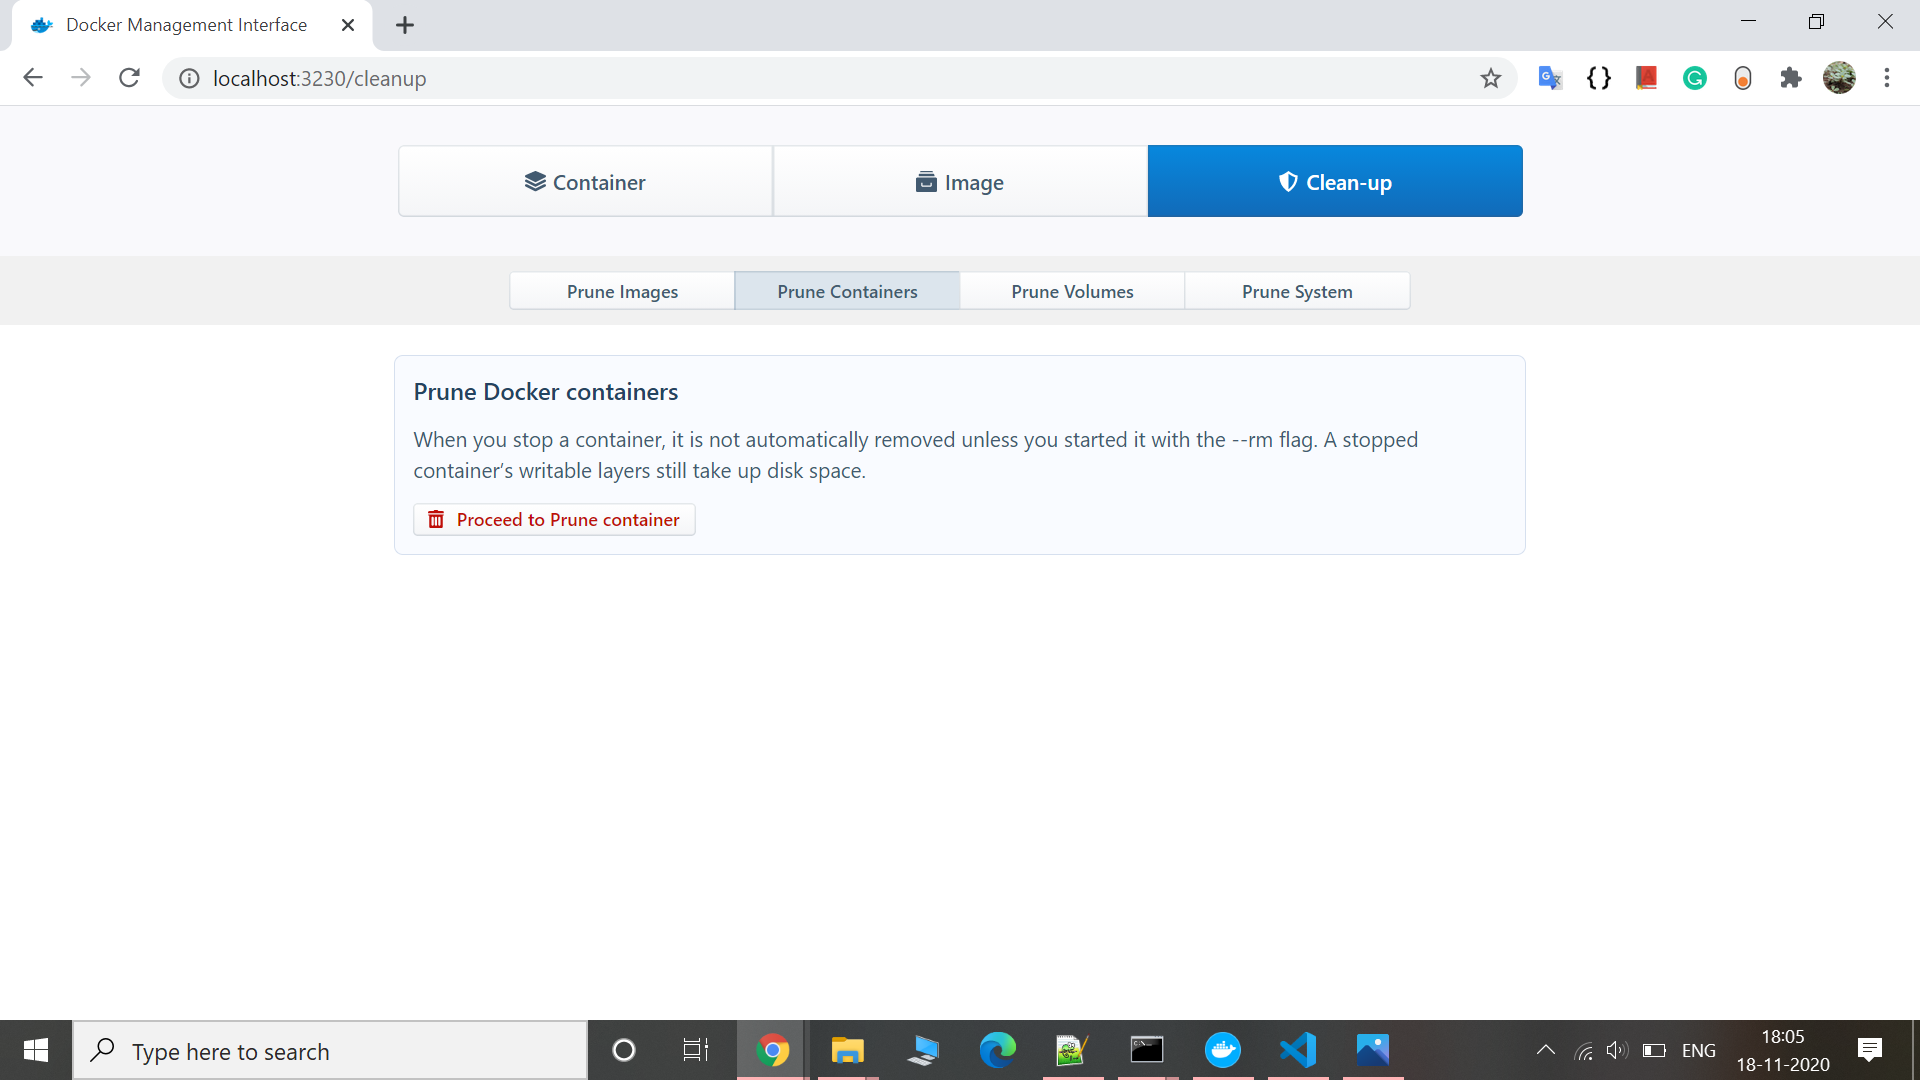 Docker Management Interface
localhost:3230/cleanup
Container
Image
Clean-up
Prune Images
Prune Containers
Prune Volumes
Prune System
Prune Docker containers
When you stop a container, it is not automatically removed unless you started it with the --rm flag. A stopped
container’s writable layers still take up disk space.
Proceed to Prune container
Type here to search
ENG
18:05
18-11-2020